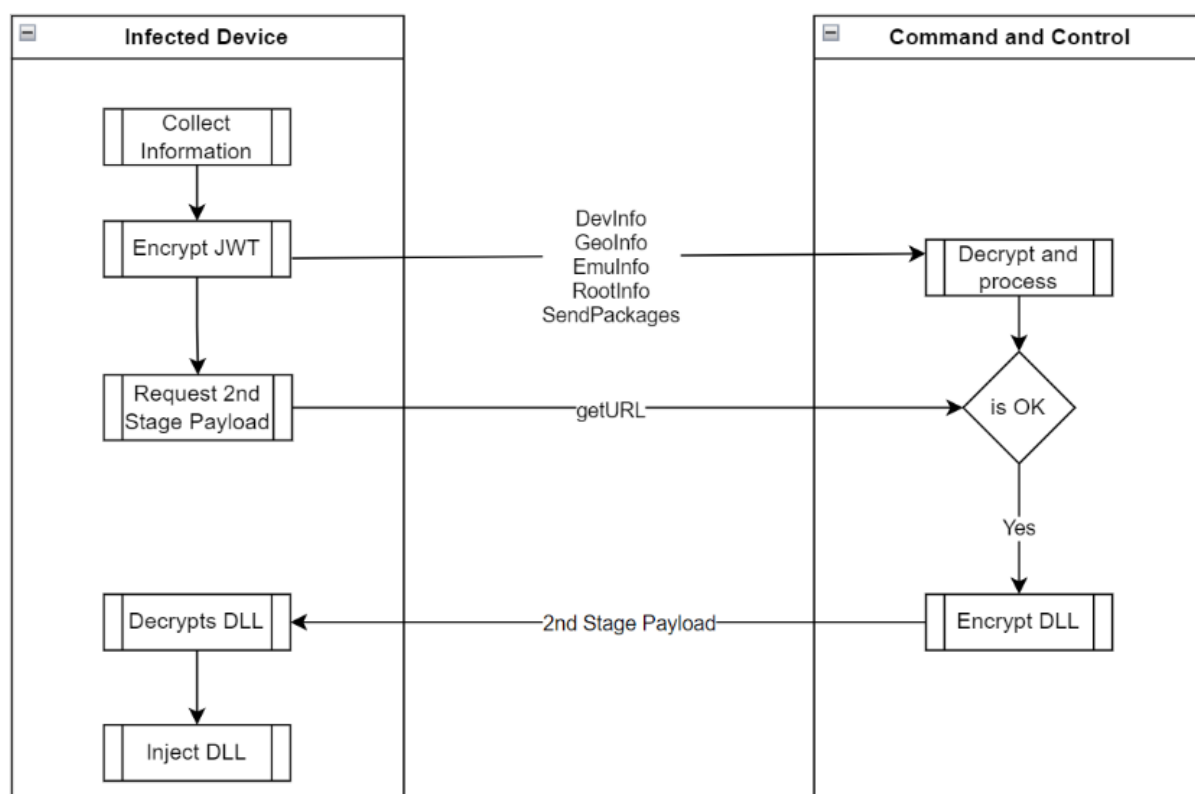 Infected Device
Command and Control
Collect
Information
Encrypt JWT
DevInfo
GeoInfo
EmuInfo
RootInfo
SendPackages
Decrypt and
process
Request 2nd
Stage Payload
getURL
is OK
Yes
Decrypts DLL
2nd Stage Payload
Encrypt DLL
Inject DLL